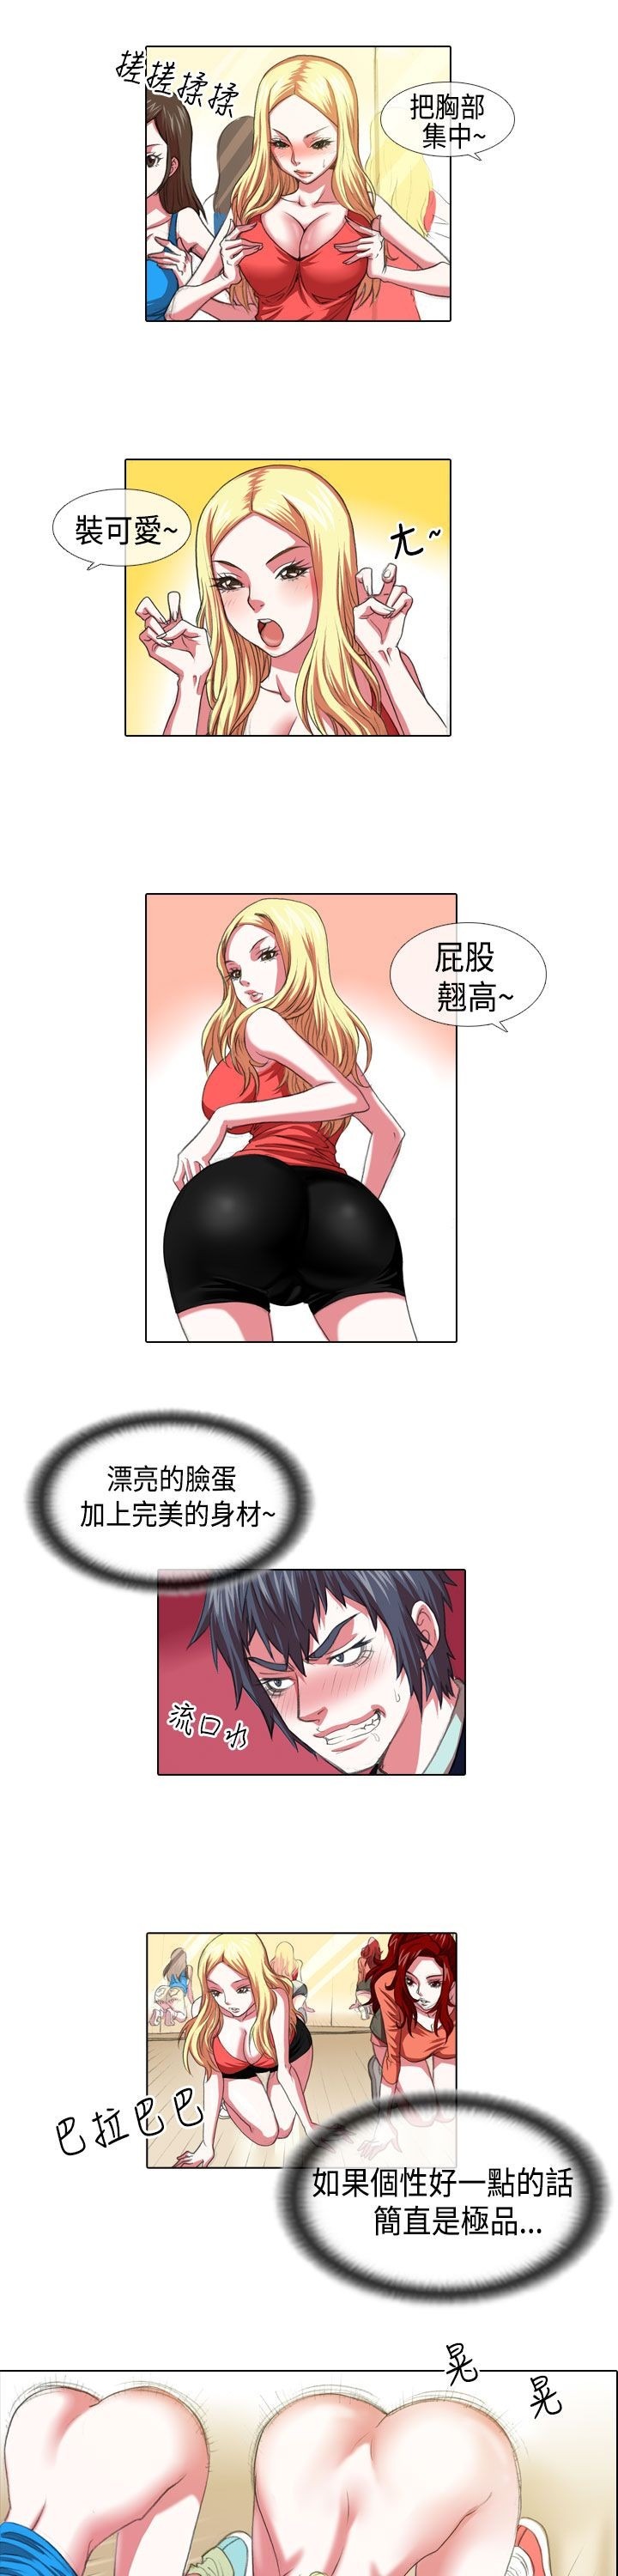 搓搓揉揉
把胸部
集中~
裝可愛~
ㄤ~
屁股
翹高~
漂亮的臉蛋
加上完美的身材~
流口水
巴拉巴巴
如果個性好一點的話
簡直是極品...
晃
晃